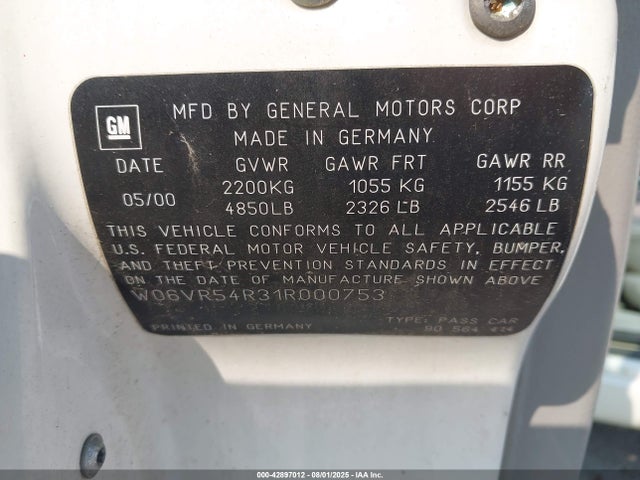 GM
MFD BY GENERAL MOTORS CORP
MADE IN GERMANY
DATE GVWR GAWR FRT GAWR RR
05/00 2200KG 1055 KG 1155 KG
4850LB 2326 LB 2546 LB
THIS VEHICLE CONFORMS TO ALL APPLICABLE
U.S. FEDERAL MOTOR VEHICLE SAFETY, BUMPER,
AND THEFT PREVENTION STANDARDS IN EFFECT
ON THE DATE OF MANUFACTURE SHOWN ABOVE
W06VR54R31R000753
TYPE: PASS CAR
PRINTED IN GERMANY 90 564
000-42897012 - 08/01/2025 - IAA Inc.